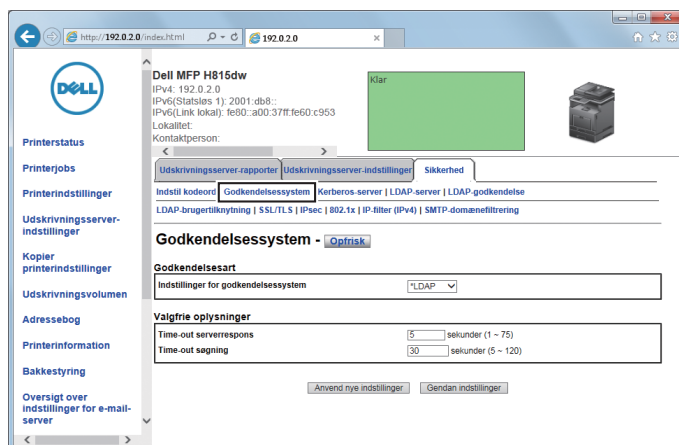 http://192.0.2.0/index.html
192.0.2.0
DELL
Dell MFP H815dw
IPv4: 192.0.2.0
IPv6(Statsløs 1): 2001:db8::
IPv6(Link lokal): fe80::a00:37ff:fe60:c953
Lokalitet:
Kontaktperson:
Klar
Printerstatus
Printerjobs
Printerindstillinger
Udskrivningsserver-
indstillinger
Kopier
printerindstillinger
Udskrivningsvolumen
Adressebog
Printerinformation
Bakkestyring
Oversigt over
indstillinger for e-mail-
server
Udskrivningsserver-rapporter Udskrivningsserver-indstillinger Sikkerhed
Indstil kodeord Godkendelsessystem Kerberos-server | LDAP-server | LDAP-godkendelse
LDAP-brugertilknytning | SSL/TLS | IPsec | 802.1x | IP-filter (IPv4) | SMTP-domænefiltrering
Godkendelsessystem - Opfrisk
Godkendelsesart
Indstillinger for godkendelsessystem *LDAP
Valgfrie oplysninger
Time-out serverrespons 5 sekunder (1 ~ 75)
Time-out søgning 30 sekunder (5 ~ 120)
Anvend nye indstillinger Gendan indstillinger